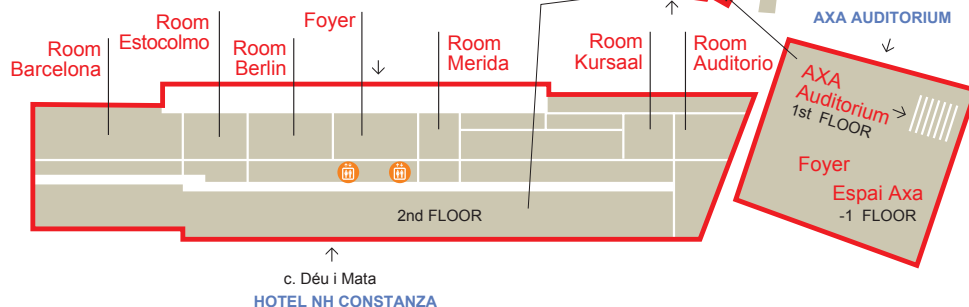 Room
Barcelona
Room
Estocolmo
Room
Berlin
Foyer
Room
Merida
Room
Kursaal
Room
Auditorio
AXA AUDITORIUM
AXA
Auditorium
1st FLOOR
Foyer
Espai Axa
-1 FLOOR
2nd FLOOR
c. Déu i Mata
HOTEL NH CONSTANZA